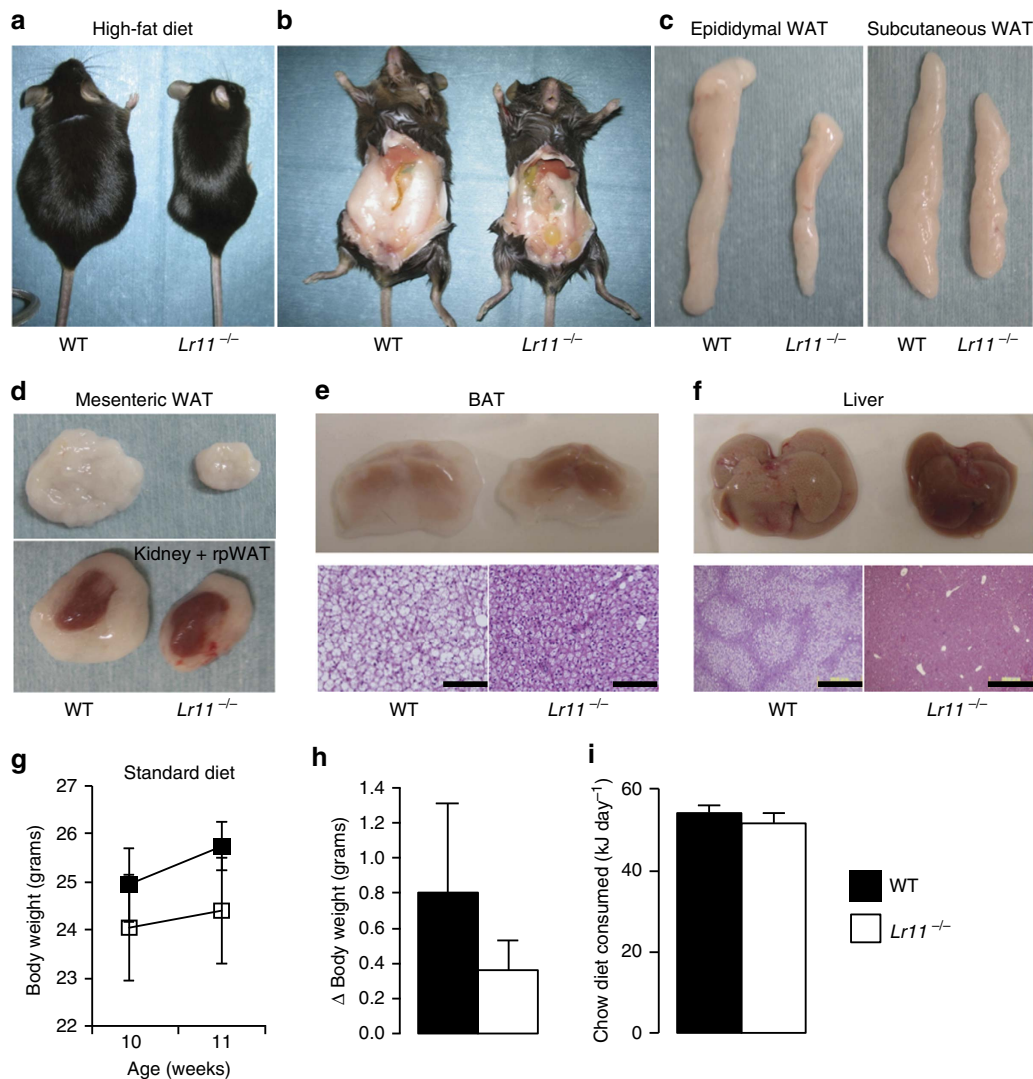 a
High-fat diet
WT
Lr11 −/−
b
WT
Lr11 −/−
c
Epididymal WAT
Subcutaneous WAT
WT
Lr11 −/−
WT
Lr11 −/−
d
Mesenteric WAT
Kidney + rpWAT
WT
Lr11 −/−
e
BAT
WT
Lr11 −/−
f
Liver
WT
Lr11 −/−
g
Standard diet
Body weight (grams)
27
26
25
24
23
22
10
11
Age (weeks)
h
Δ Body weight (grams)
1.4
1.2
1.0
0.8
0.6
0.4
0.2
0.0
i
Chow diet consumed (kJ day−1)
60
40
20
0
WT
Lr11 −/−